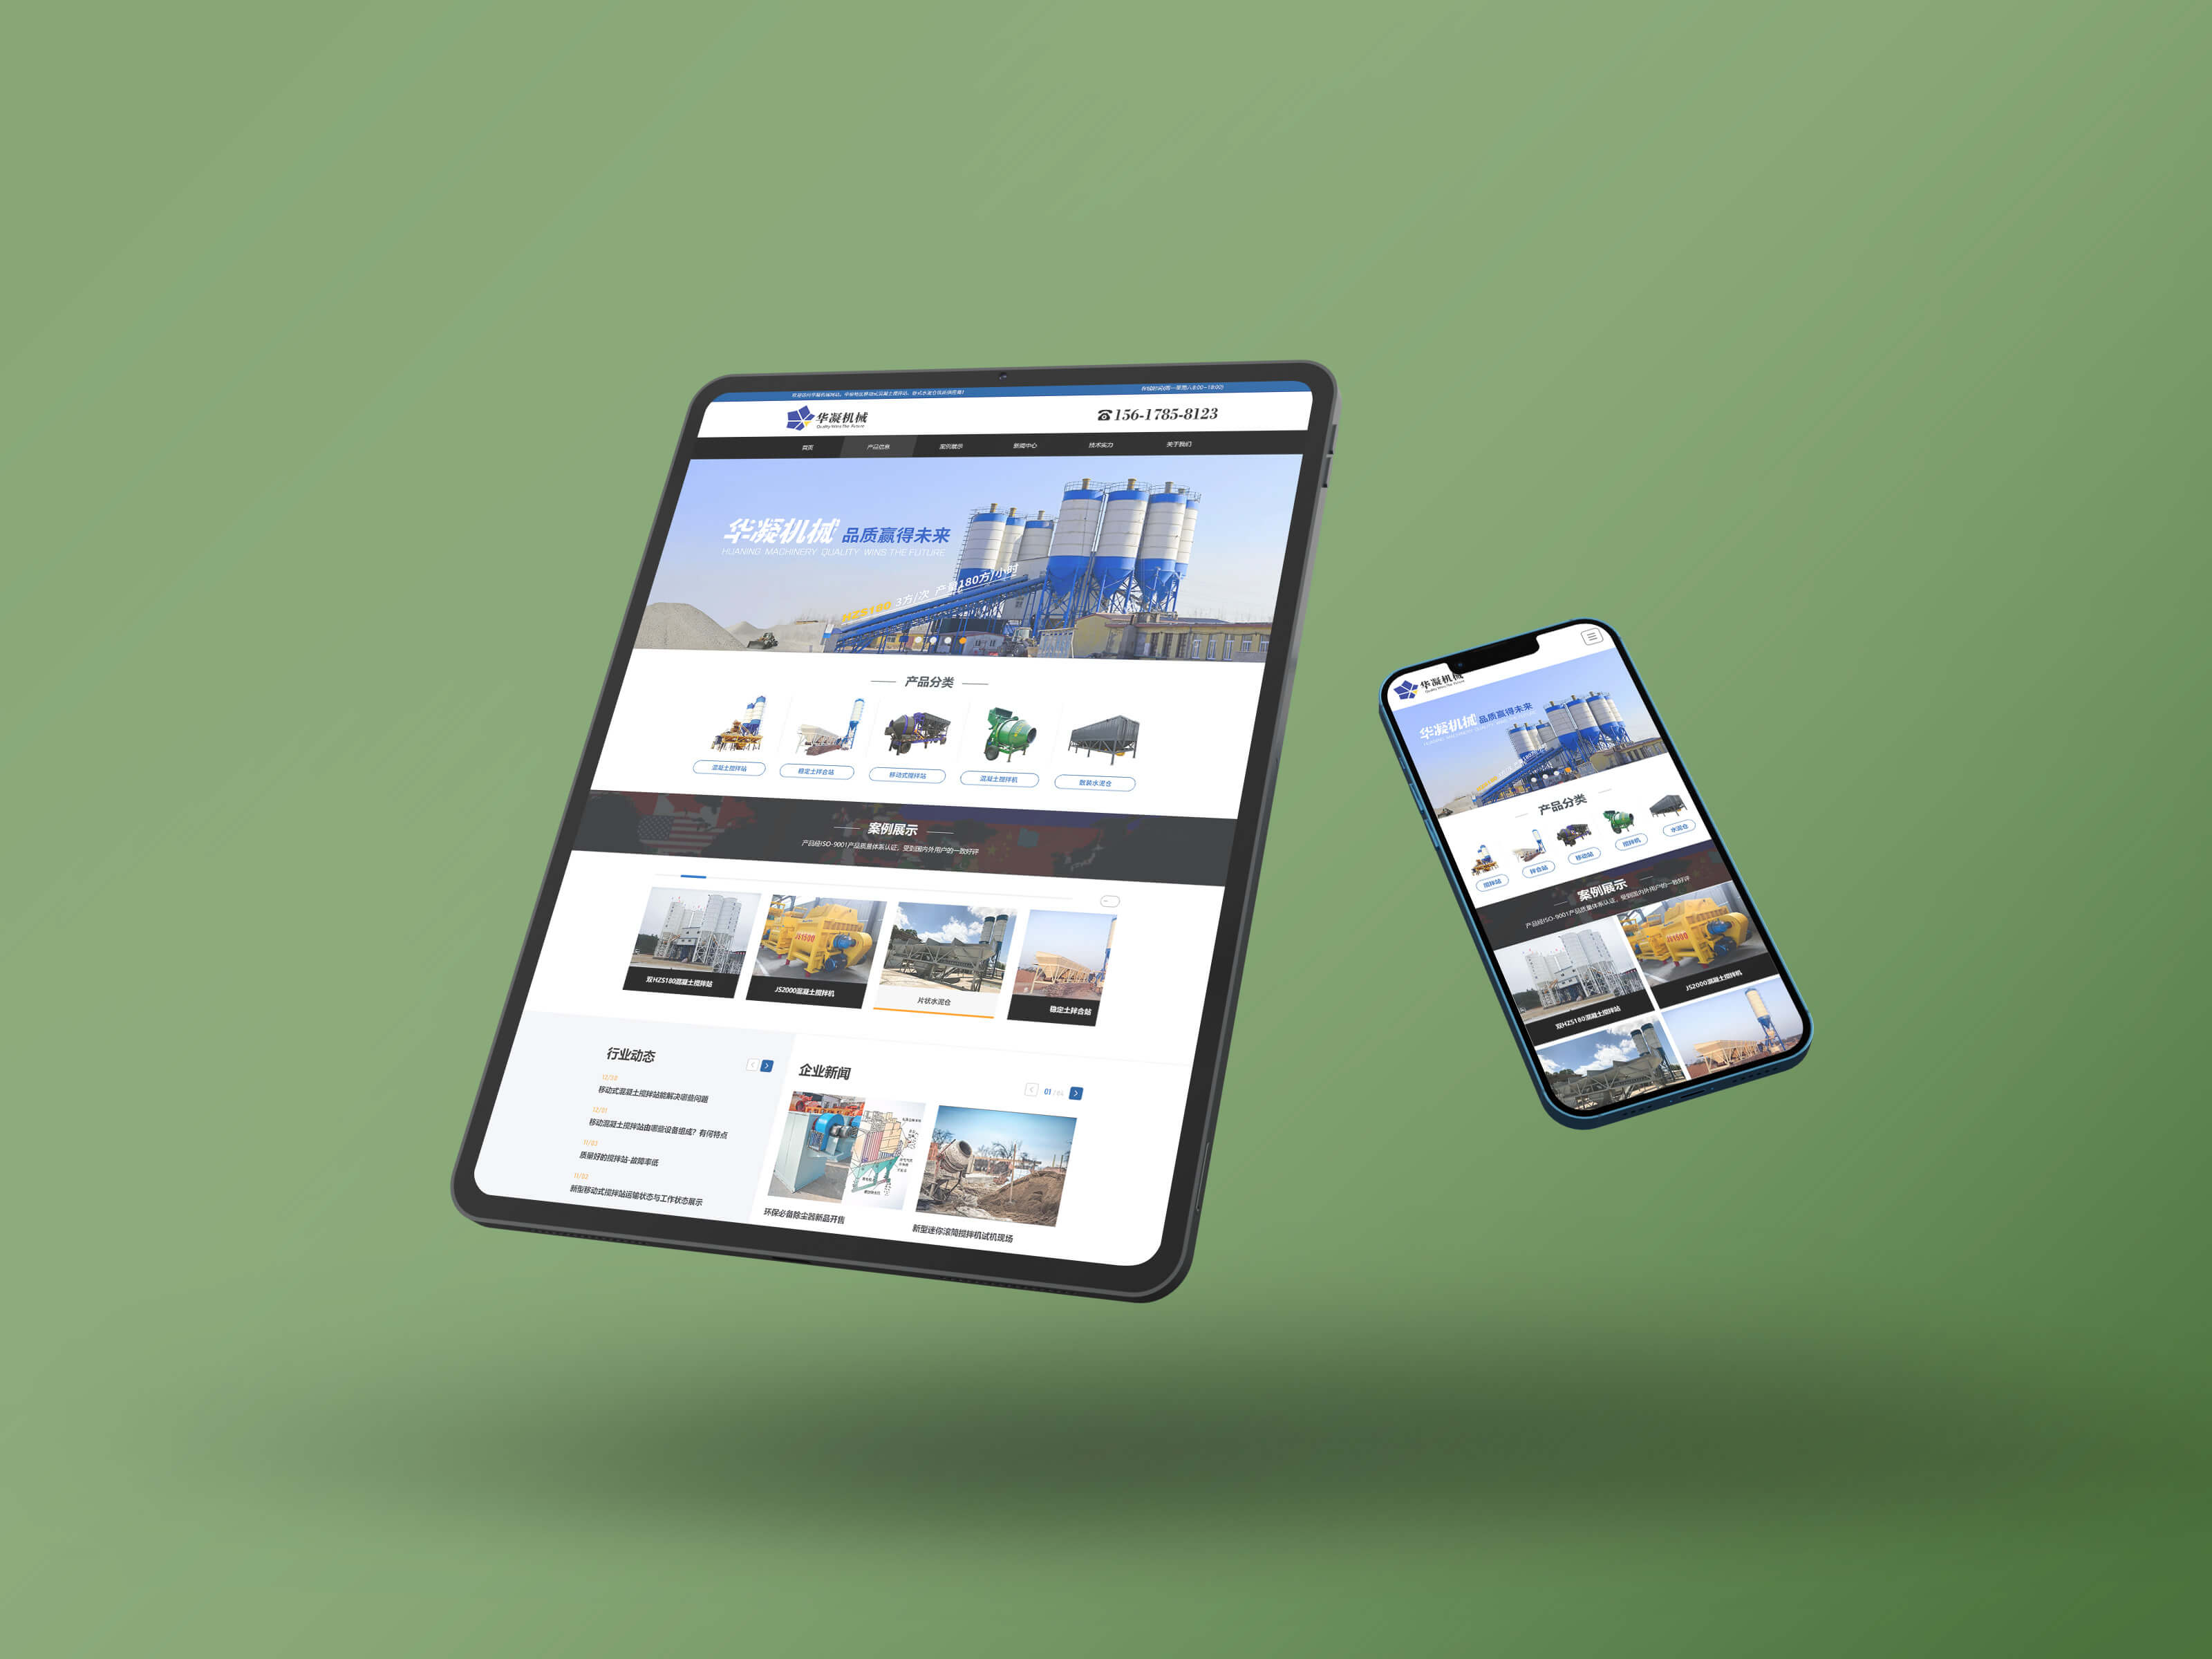 华凝机械
Quality Wins The Future
156-1785-8123
首页
产品信息
案例展示
新闻中心
技术实力
关于我们
华凝机械 品质赢得未来
HUANING MACHINERY QUALITY WINS THE FUTURE
HZS180 3方/次 产量180方/小时
产品分类
混凝土搅拌站
稳定土拌合站
移动式搅拌站
混凝土搅拌机
散装水泥仓
案例展示
产品经ISO-9001产品质量体系认证，受到国内外用户的一致好评
双HZS180混凝土搅拌站
JS1500
JS2000混凝土搅拌机
片状水泥仓
稳定土拌合站
行业动态
移动式混凝土搅拌站能解决哪些问题
12/01
移动混凝土搅拌站由哪些设备组成？有何特点
11/03
质量好的搅拌站-故障率低
新型移动式搅拌站运输状态与工作状态展示
企业新闻
01
环保必备除尘器新品开售
新型迷你滚筒搅拌机试机现场
华凝机械
Quality Wins The Future
华凝机械 品质赢得未来
产品分类
搅拌站
拌合站
移动站
搅拌机
水泥仓
案例展示
产品经ISO-9001产品质量体系认证，受到国内外用户的一致好评
双HZS180混凝土搅拌站
JS1500
JS2000混凝土搅拌机